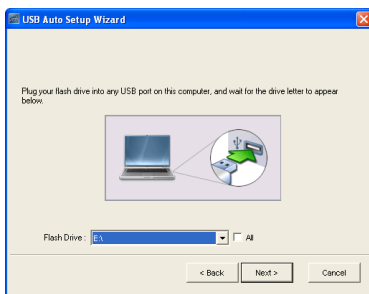 USB Auto Setup Wizard
Plug your flash drive into any USB port on this computer, and wait for the drive letter to appear
below.
Flash Drive : E:\ All
< Back Next > Cancel